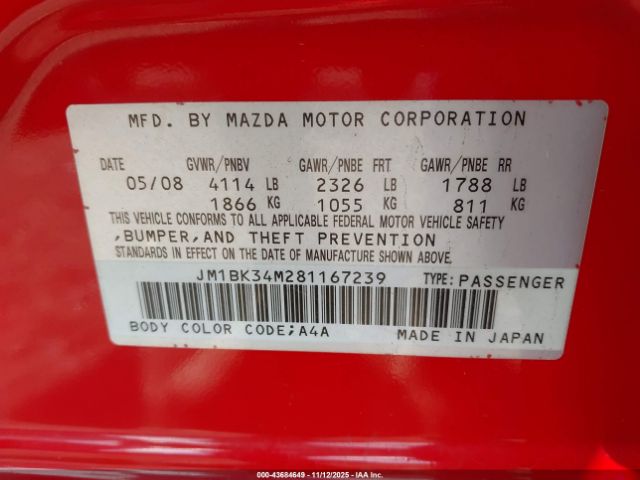 MFD. BY MAZDA MOTOR CORPORATION
DATE GVWR/PNBV GAWR/PNBE FRT GAWR/PNBE RR
05/08 4114 LB 2326 LB 1788 LB
1866 KG 1055 KG 811 KG
THIS VEHICLE CONFORMS TO ALL APPLICABLE FEDERAL MOTOR VEHICLE SAFETY
,BUMPER,AND THEFT PREVENTION
STANDARDS IN EFFECT ON THE DATE OF MANUFACTURE SHOWN ABOVE.
JM1BK34M281167239 TYPE:PASSENGER
BODY COLOR CODE;A4A MADE IN JAPAN
000 - 43684649 - 11/12/2025 - IAA Corp.